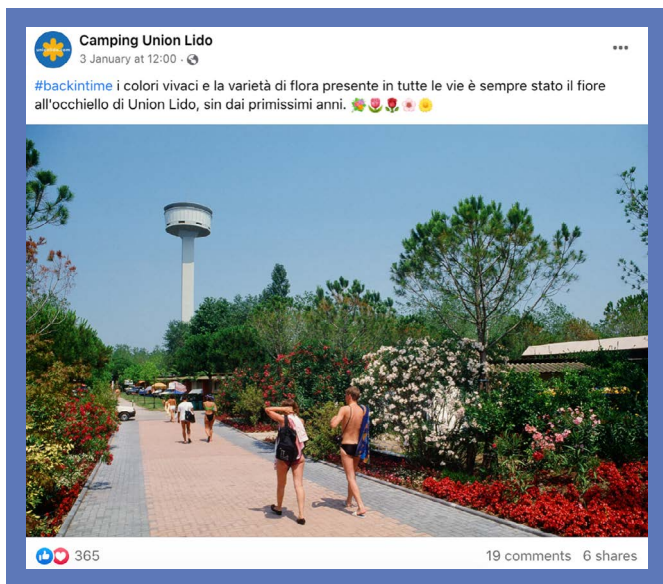 Camping Union Lido
3 January at 12:00 ·
#backintime i colori vivaci e la varietà di flora presente in tutte le vie è sempre stato il fiore
all'occhiello di Union Lido, sin dai primissimi anni. 💐🌷🌹🌸🌼
365
19 comments 6 shares